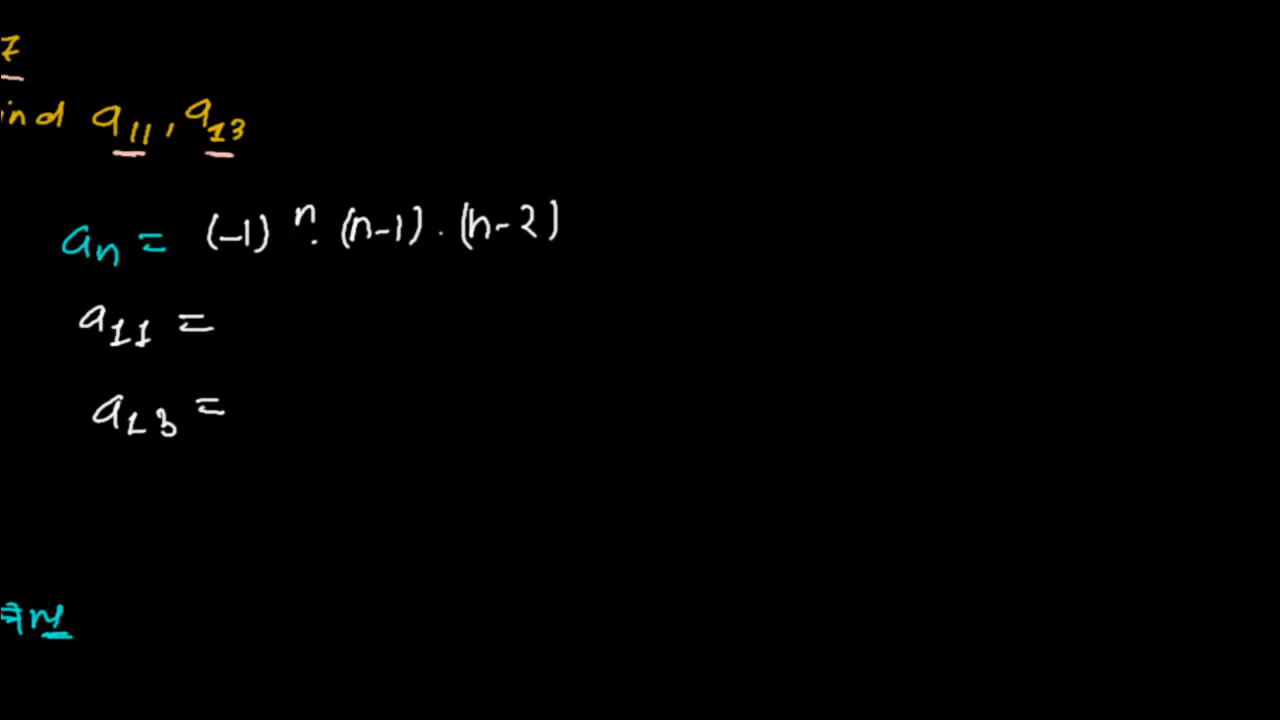 7
ind a₁₁, a₁₃
aₙ = (-1)ⁿ · (n-1) · (n-2)
a₁₁ =
a₁₃ =